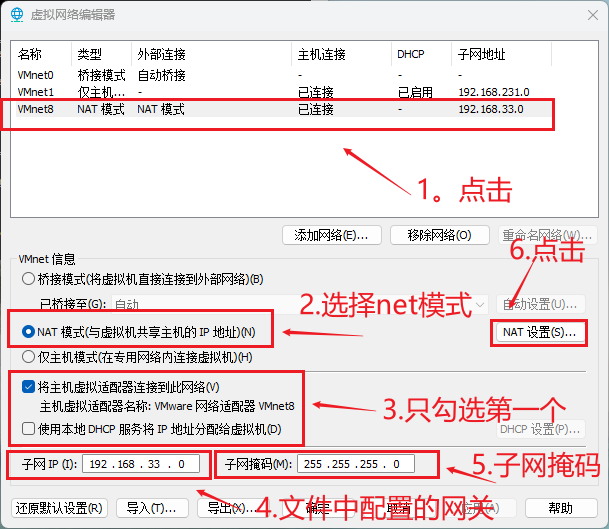 虚拟网络编辑器
名称 类型 外部连接 主机连接 DHCP 子网地址
VMnet0 桥接模式 自动桥接 - - -
VMnet1 仅主机... - 已连接 已启用 192.168.231.0
VMnet8 NAT 模式 NAT 模式 已连接 - 192.168.33.0
1。点击
添加网络(E)... 移除网络(O) 重命名网络(W)...
6.点击
VMnet 信息
桥接模式(将虚拟机直接连接到外部网络)(B)
已桥接至(G): 自动 自动设置(U)...
2.选择net模式
NAT 模式(与虚拟机共享主机的 IP 地址)(N) NAT 设置(S)...
仅主机模式(在专用网络内连接虚拟机)(H)
将主机虚拟适配器连接到此网络(V)
主机虚拟适配器名称: VMware 网络适配器 VMnet8
3.只勾选第一个
使用本地 DHCP 服务将 IP 地址分配给虚拟机(D) DHCP 设置(P)...
子网 IP (I): 192 .168 . 33 . 0 子网掩码(M): 255 .255 .255 . 0
5.子网掩码
4.文件中配置的网关
还原默认设置(R) 导入(T)... 导出(X)... 确定 取消 应用(A) 帮助